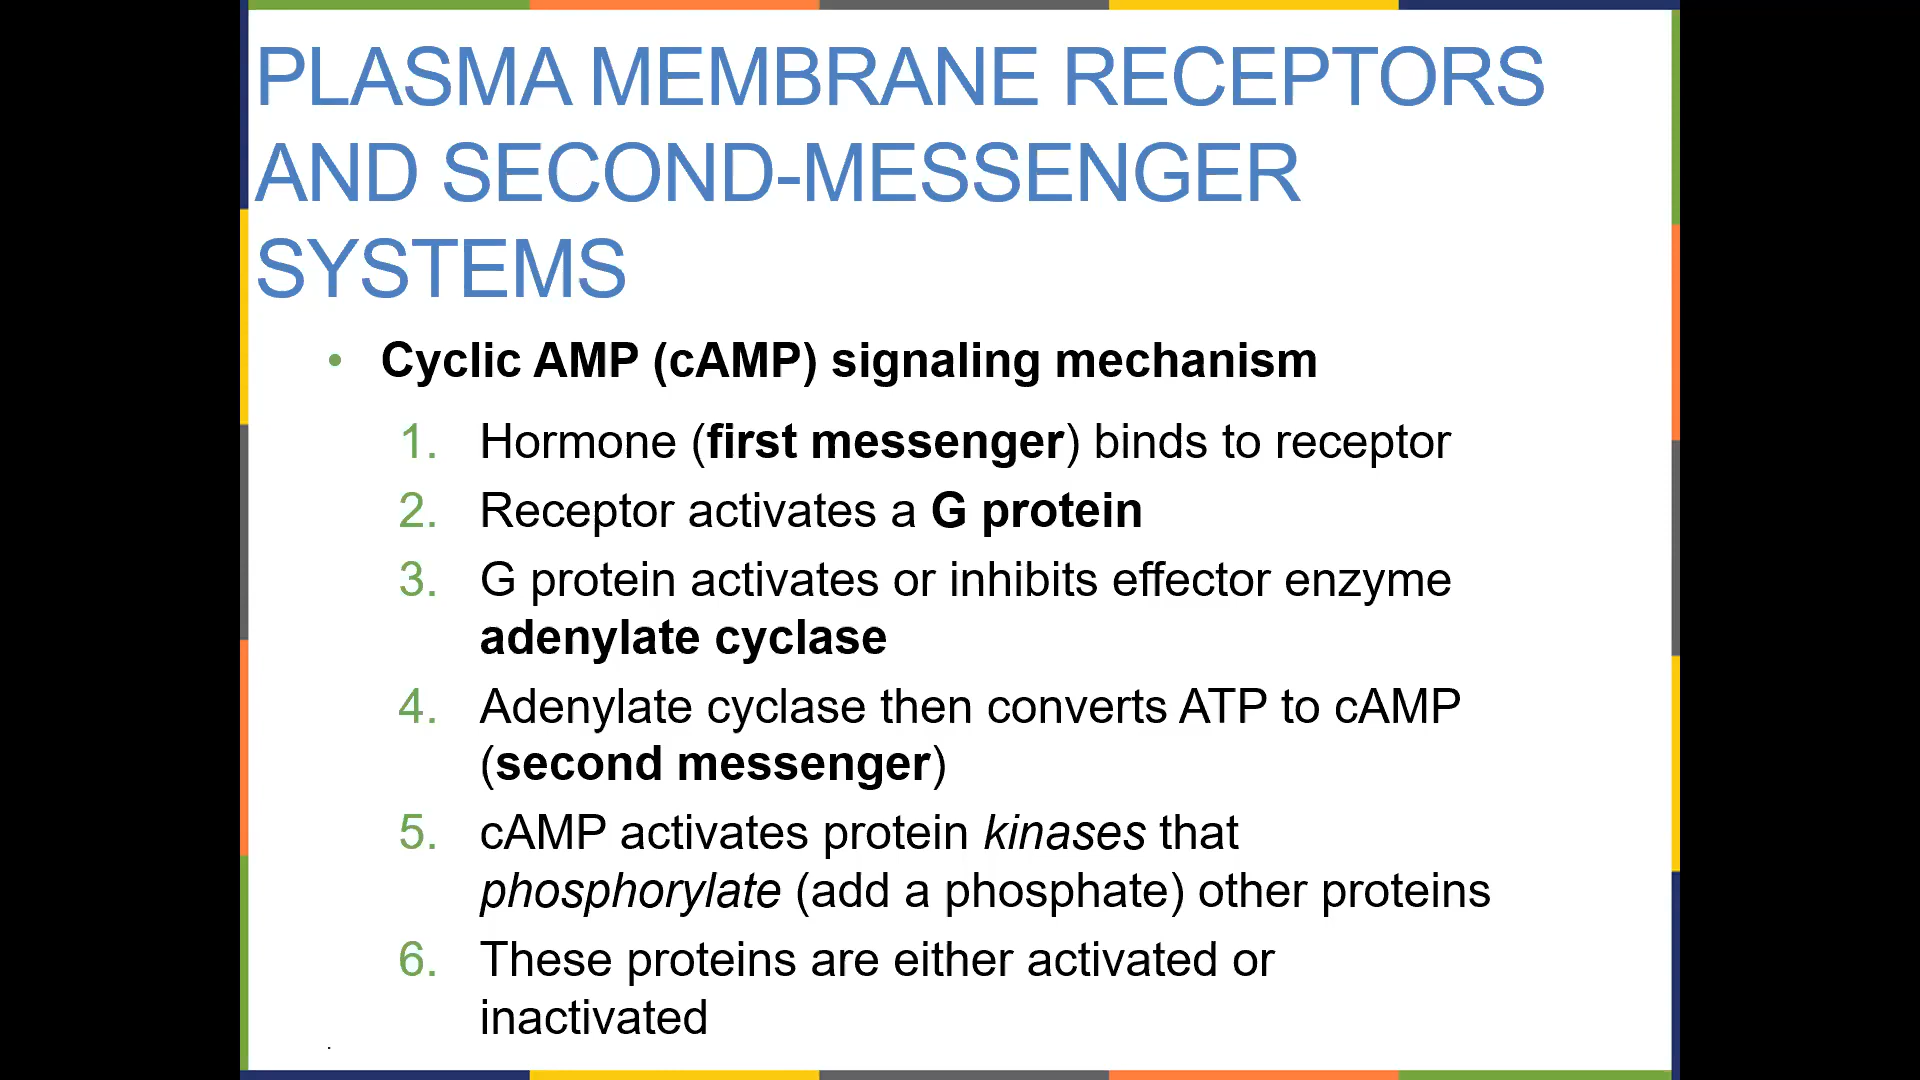 PLASMA MEMBRANE RECEPTORS
AND SECOND-MESSENGER
SYSTEMS
• Cyclic AMP (cAMP) signaling mechanism
1. Hormone (first messenger) binds to receptor
2. Receptor activates a G protein
3. G protein activates or inhibits effector enzyme
adenylate cyclase
4. Adenylate cyclase then converts ATP to cAMP
(second messenger)
5. cAMP activates protein kinases that
phosphorylate (add a phosphate) other proteins
6. These proteins are either activated or
inactivated
.